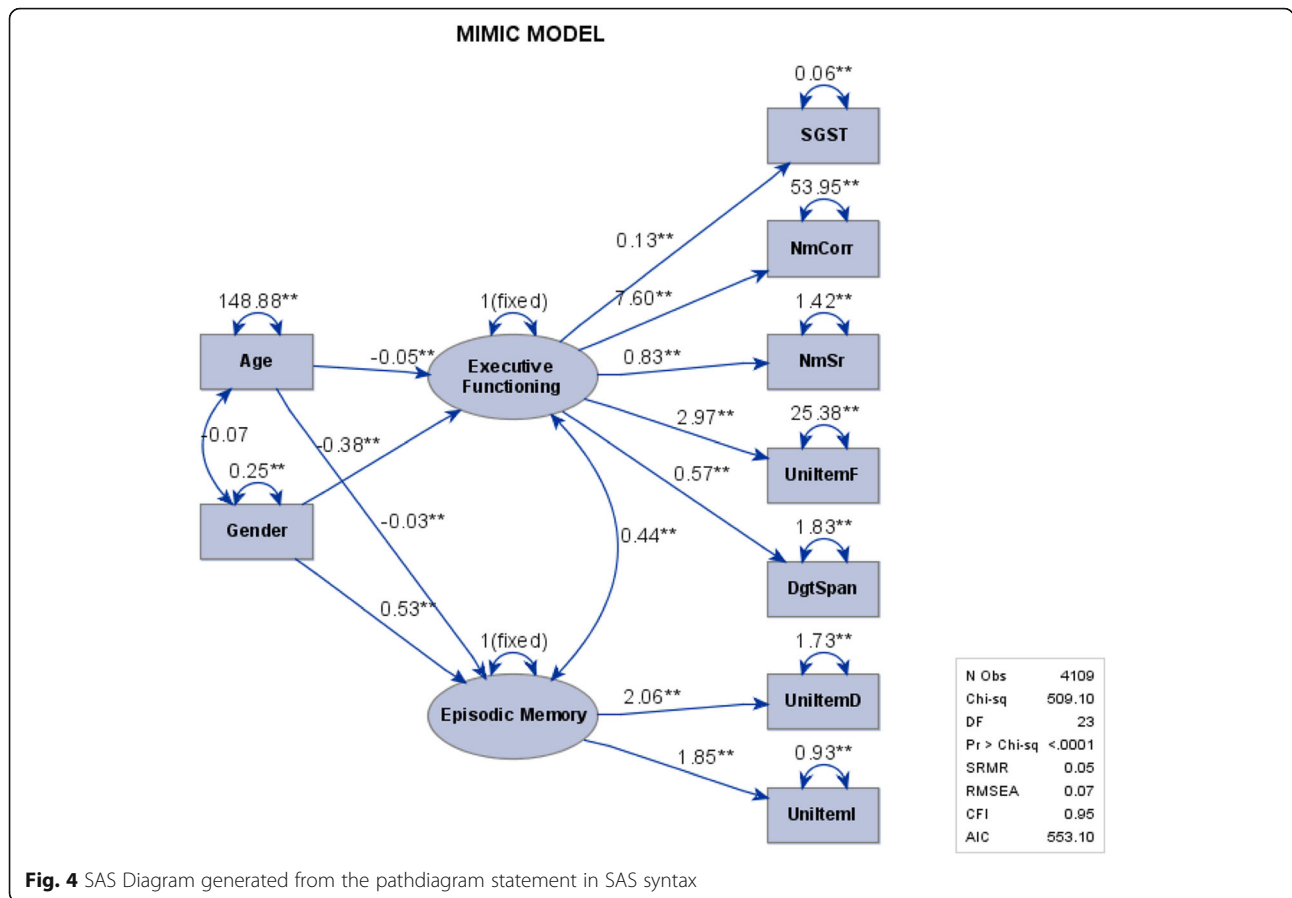 MIMIC MODEL
0.06**
SGST
53.95**
0.13**
NmCorr
148.88**
1(fixed)
7.60**
1.42**
Age
-0.05**
Executive
Functioning
0.83**
NmSr
-0.07
-0.38**
2.97**
25.38**
0.25**
0.57**
UniItemF
Gender
-0.03**
0.44**
1.83**
DgtSpan
0.53**
1(fixed)
1.73**
Episodic Memory
2.06**
UniItemD
1.85**
0.93**
UniItemI
N Obs 4109
Chi-sq 509.10
DF 23
Pr > Chi-sq <.0001
SRMR 0.05
RMSEA 0.07
CFI 0.95
AIC 553.10
Fig. 4 SAS Diagram generated from the pathdiagram statement in SAS syntax